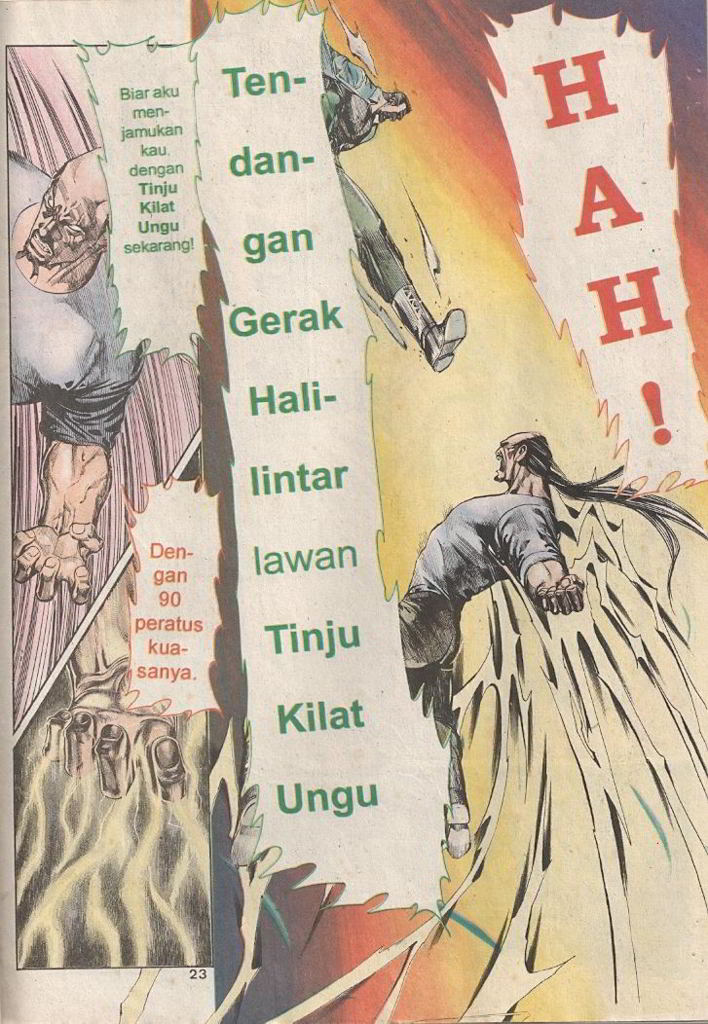 Biar aku
men-
jamukan
kau,
dengan
Tinju
Kilat
Ungu
sekarang!
Ten-
dan-
gan
Gerak
Hali-
lintar
lawan
Tinju
Kilat
Ungu
H
A
H
!
Den-
gan
90
peratus
kua-
sanya.
23